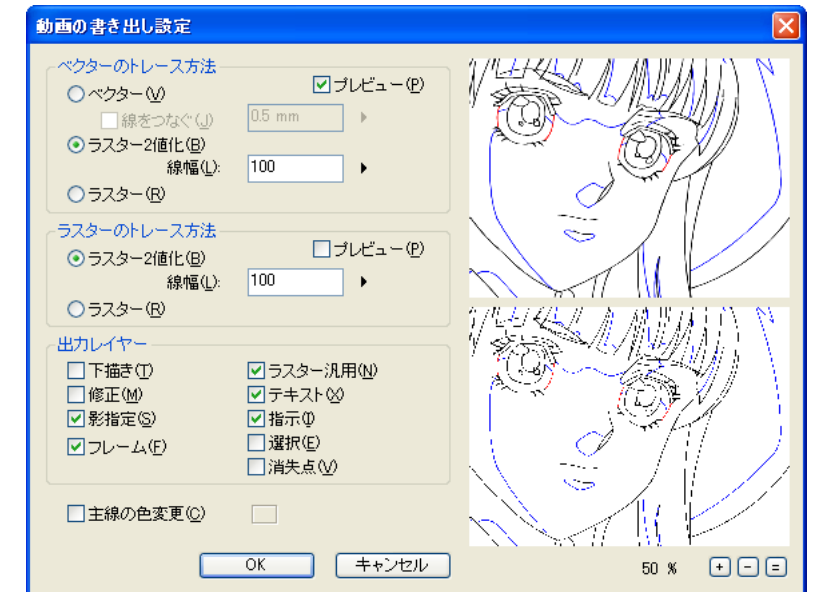 動画の書き出し設定
ベクターのトレース方法
ベクター(V)
プレビュー(P)
線をつなぐ(J)
0.5 mm
ラスター2値化(B)
線幅(L):
100
ラスター(R)
ラスターのトレース方法
ラスター2値化(B)
プレビュー(P)
線幅(L):
100
ラスター(R)
出力レイヤー
下描き(T)
ラスター汎用(N)
修正(M)
テキスト(X)
影指定(S)
指示(I)
フレーム(F)
選択(E)
消失点(V)
主線の色変更(C)
OK
キャンセル
50 %
+
-
=